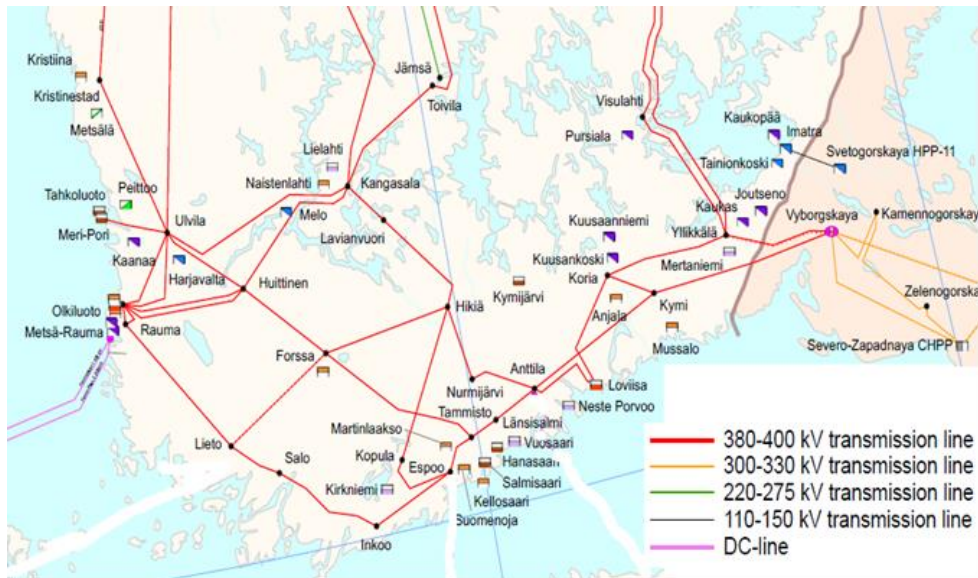 Kristiina
Kristinestad
Metsälä
Jämsä
Toivila
Visulahti
Pursiala
Kaukopää
Imatra
Svetogorskaya HPP-11
Tainionkoski
Lielahti
Naistenlahti
Kangasala
Tahkoluoto
Peittoo
Meri-Pori
Ulvila
Melo
Lavianvuori
Kaanaa
Harjavalta
Kuusaanniemi
Kuusankoski
Kaukas
Joutseno
Vyborgskaya
Kamennogorskay
Yllikkälä
Mertaniemi
Huittinen
Koria
Kymijärvi
Hikiä
Anjala
Kymi
Zelenogorska
Olkiluoto
Metsä-Rauma
Rauma
Mussalo
Severo-Zapadnaya CHPP 1
Forssa
Anttila
Nurmijärvi
Loviisa
Neste Porvoo
Tammisto
Länsisalmi
Martinlaakso
Vuosaari
Lieto
Salo
Kopula
Espoo
Hanasaari
Salmisaari
Kirkniemi
Kellosaari
Suomenoja
Inkoo
380-400 kV transmission line
300-330 kV transmission line
220-275 kV transmission line
110-150 kV transmission line
DC-line